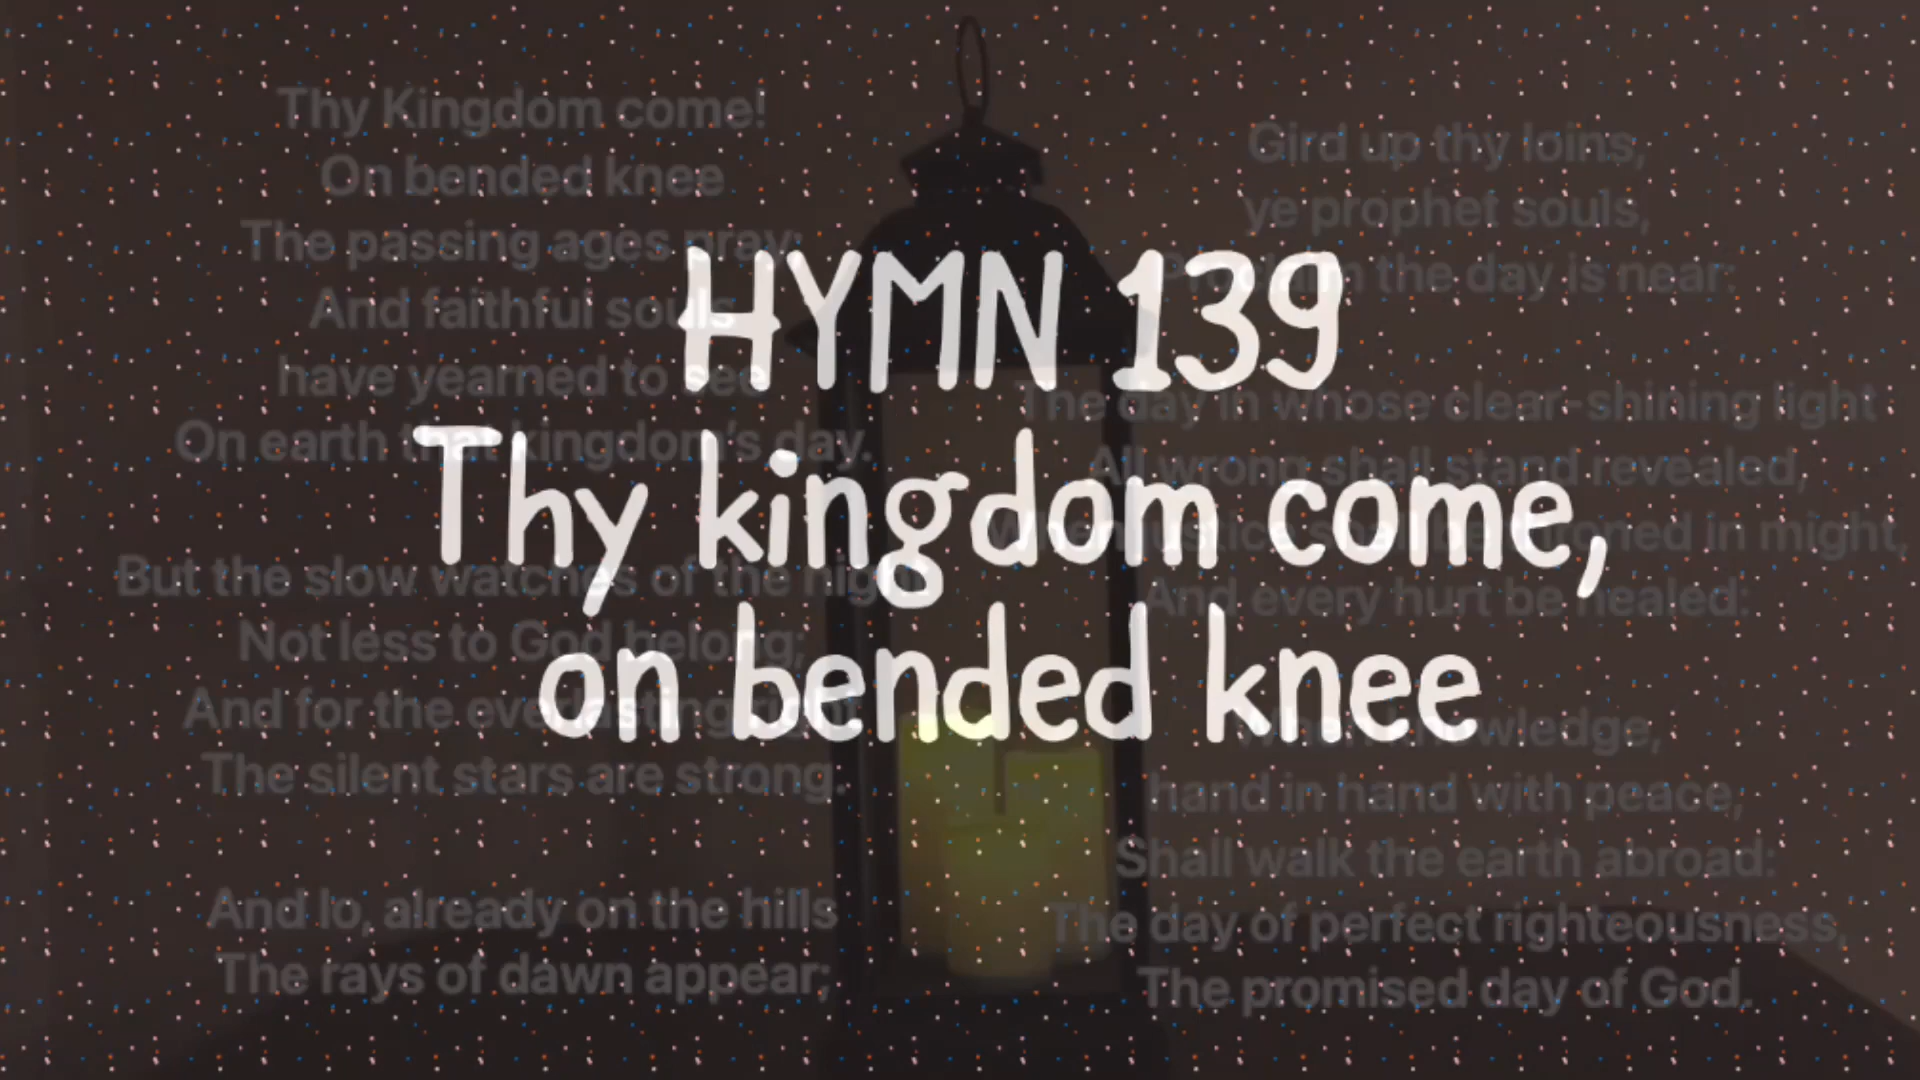 HYMN 139
Thy kingdom come,
on bended knee
Thy Kingdom come!
On bended knee
The passing ages pray;
And faithful souls
have yearned to see
On earth that kingdom's day.
But the slow watches of the nig
Not less to God belong;
And for the everlasting
The silent stars are strong.
And lo, already on the hills
The rays of dawn appear;
Gird up thy loins,
ye prophet souls,
the day is near:
The day in whose clear-shining light
All wrong shall stand revealed,
in might,
And every hurt be healed:
knowledge,
hand in hand with peace,
Shall walk the earth abroad:
The day of perfect righteousness,
The promised day of God.